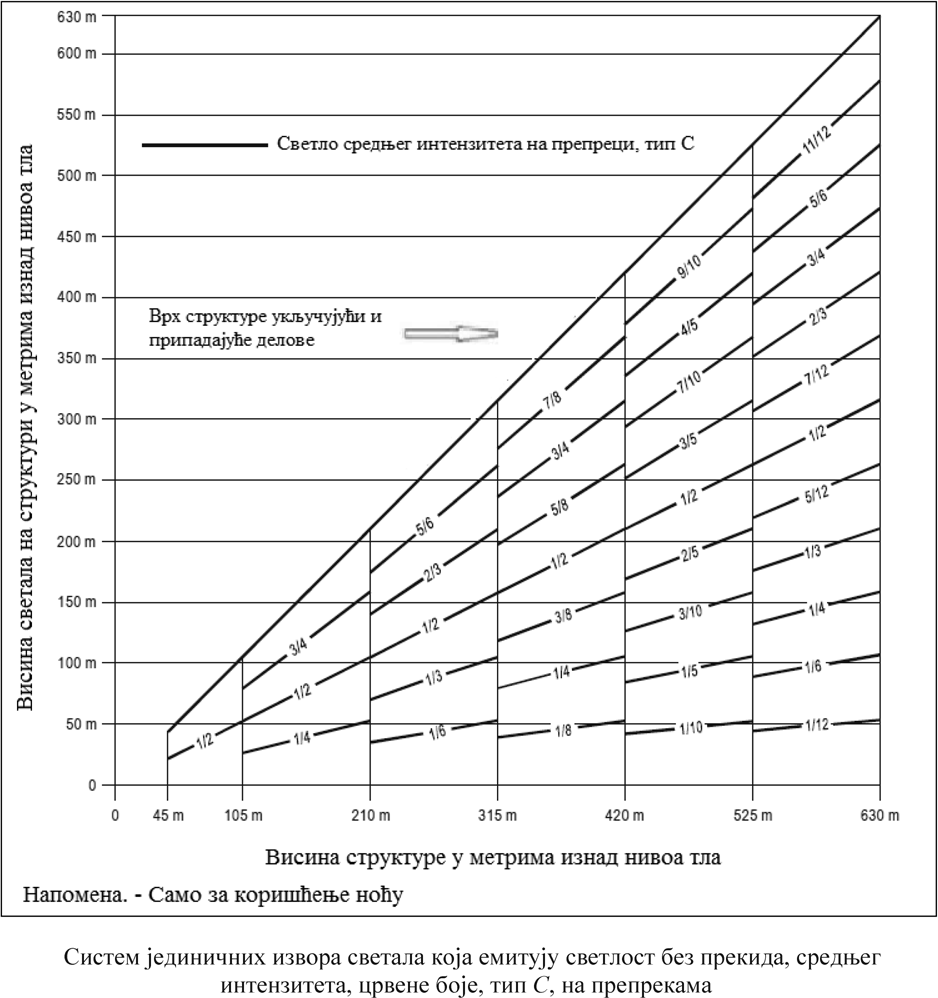 630 m
600 m
550 m
500 m
450 m
400 m
350 m
300 m
250 m
200 m
150 m
100 m
50 m
0
Висина светала на структури у метрима изнад нивоа тла
Светло средњег интензитета на препреци, тип С
Врх структуре укључујући и
припадајуће делове
1/2
3/4
1/2
1/4
5/6
2/3
1/2
1/3
1/6
7/8
3/4
5/8
1/2
3/8
1/4
1/8
9/10
4/5
7/10
3/5
1/2
2/5
3/10
1/5
1/10
11/12
5/6
3/4
2/3
7/12
1/2
5/12
1/3
1/4
1/6
1/12
0 45 m 105 m 210 m 315 m 420 m 525 m 630 m
Висина структуре у метрима изнад нивоа тла
Напомена. - Само за коришћење ноћу
Систем јединичних извора светала која емитују светлост без прекида, средњег
интензитета, црвене боје, тип C, на препрекама